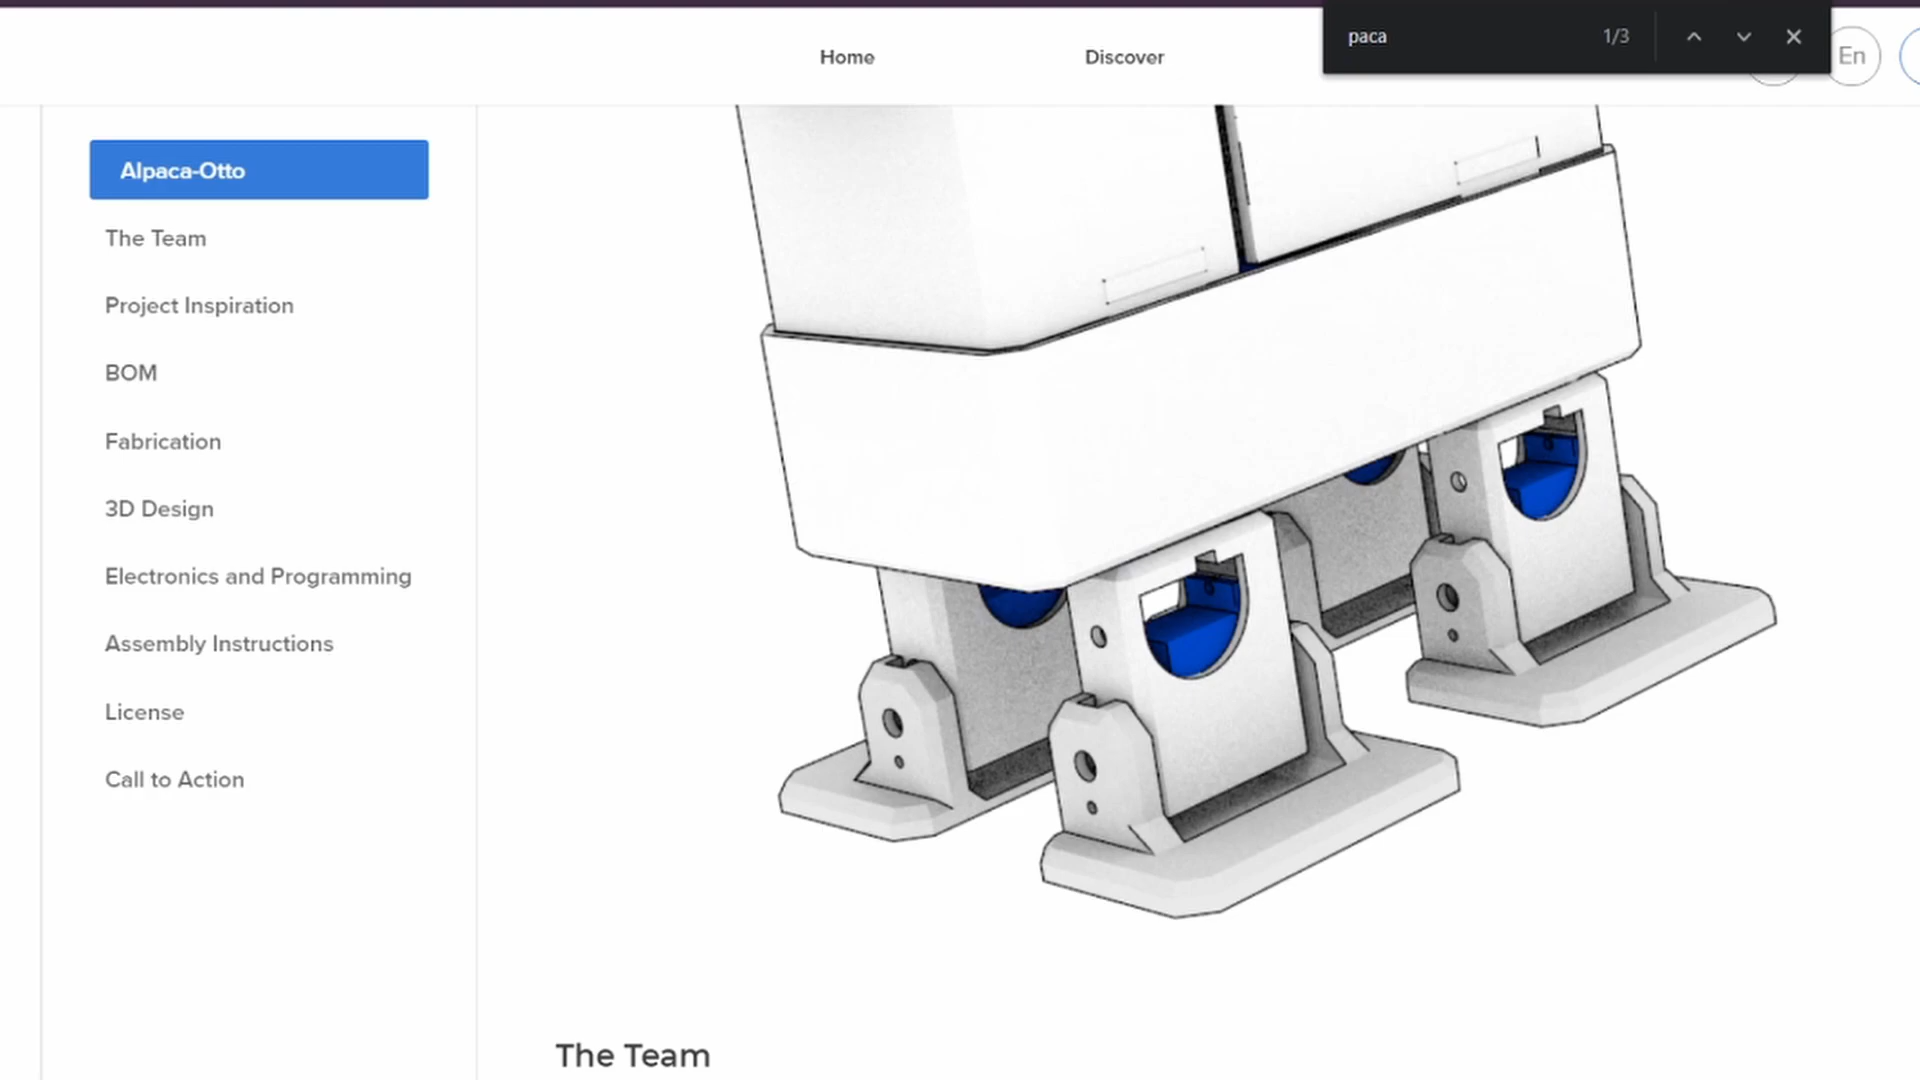 Home
Discover
paca
1/3
En
Alpaca-Otto
The Team
Project Inspiration
BOM
Fabrication
3D Design
Electronics and Programming
Assembly Instructions
License
Call to Action
The Team